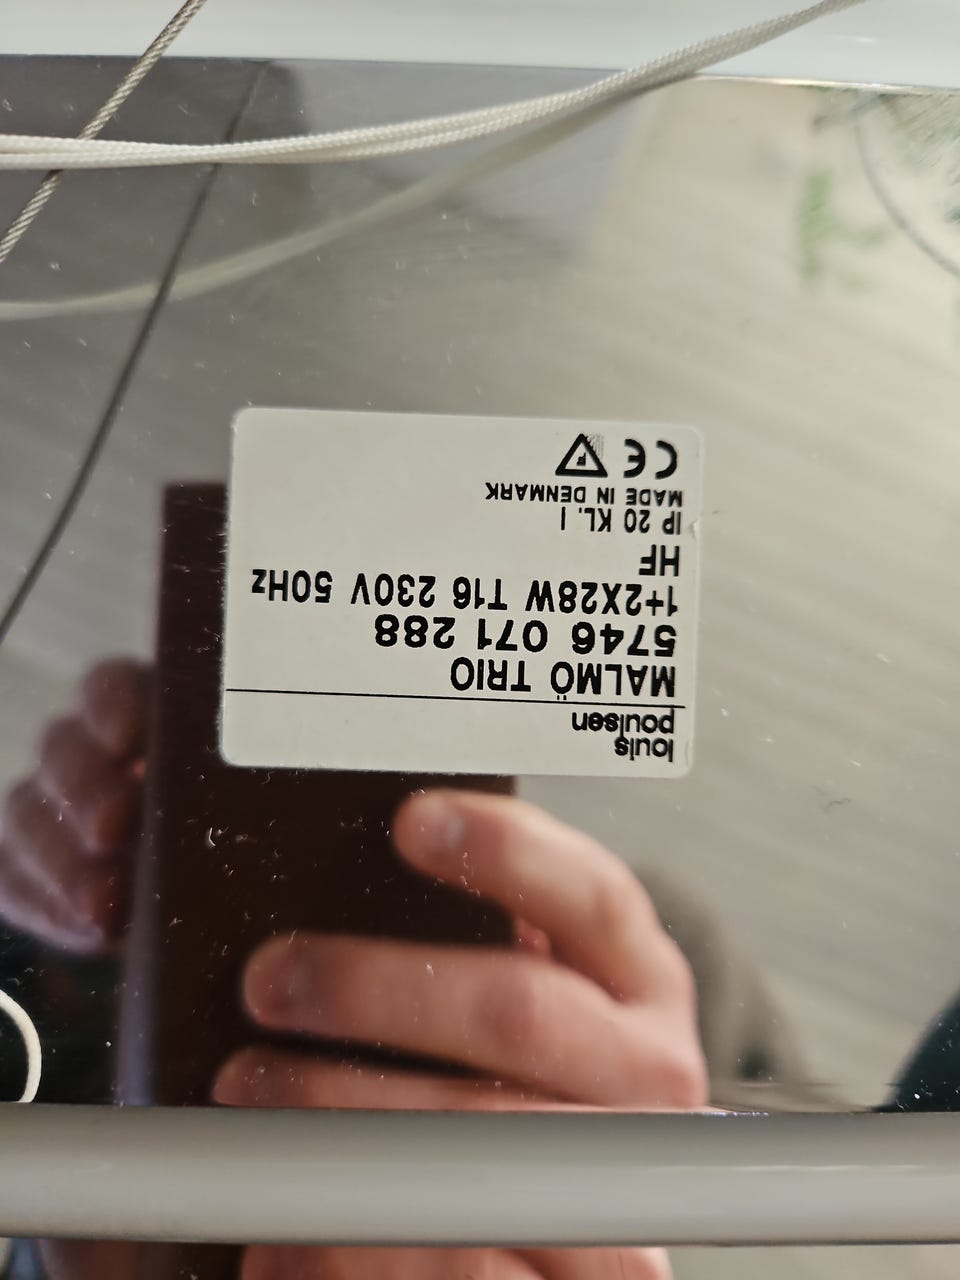 louis
poulsen
MALMÖ TRIO
5746 071 288
1+2X28W T16 230V 50Hz
HF
IP 20 KL. I
MADE IN DENMARK
CE F